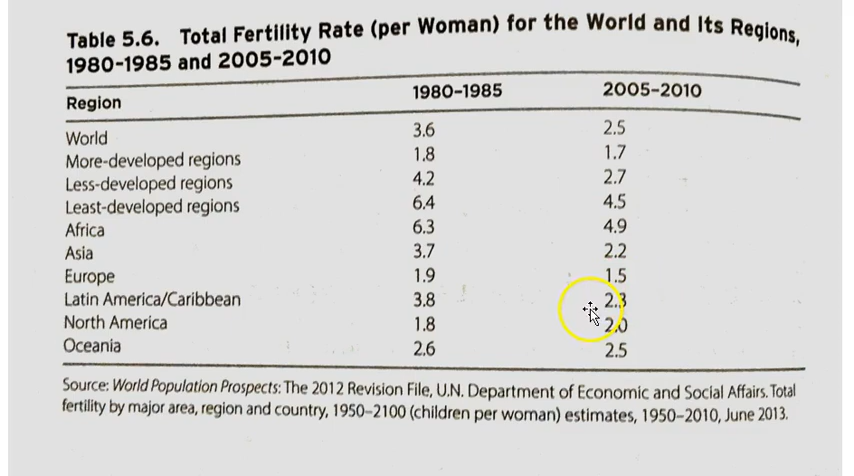 Table 5.6. Total Fertility Rate (per Woman) for the World and Its Regions,
1980-1985 and 2005-2010
Region 1980–1985 2005–2010
World 3.6 2.5
More-developed regions 1.8 1.7
Less-developed regions 4.2 2.7
Least-developed regions 6.4 4.5
Africa 6.3 4.9
Asia 3.7 2.2
Europe 1.9 1.5
Latin America/Caribbean 3.8 2.3
North America 1.8 2.0
Oceania 2.6 2.5
Source: World Population Prospects: The 2012 Revision File, U.N. Department of Economic and Social Affairs. Total
fertility by major area, region and country, 1950–2100 (children per woman) estimates, 1950–2010, June 2013.